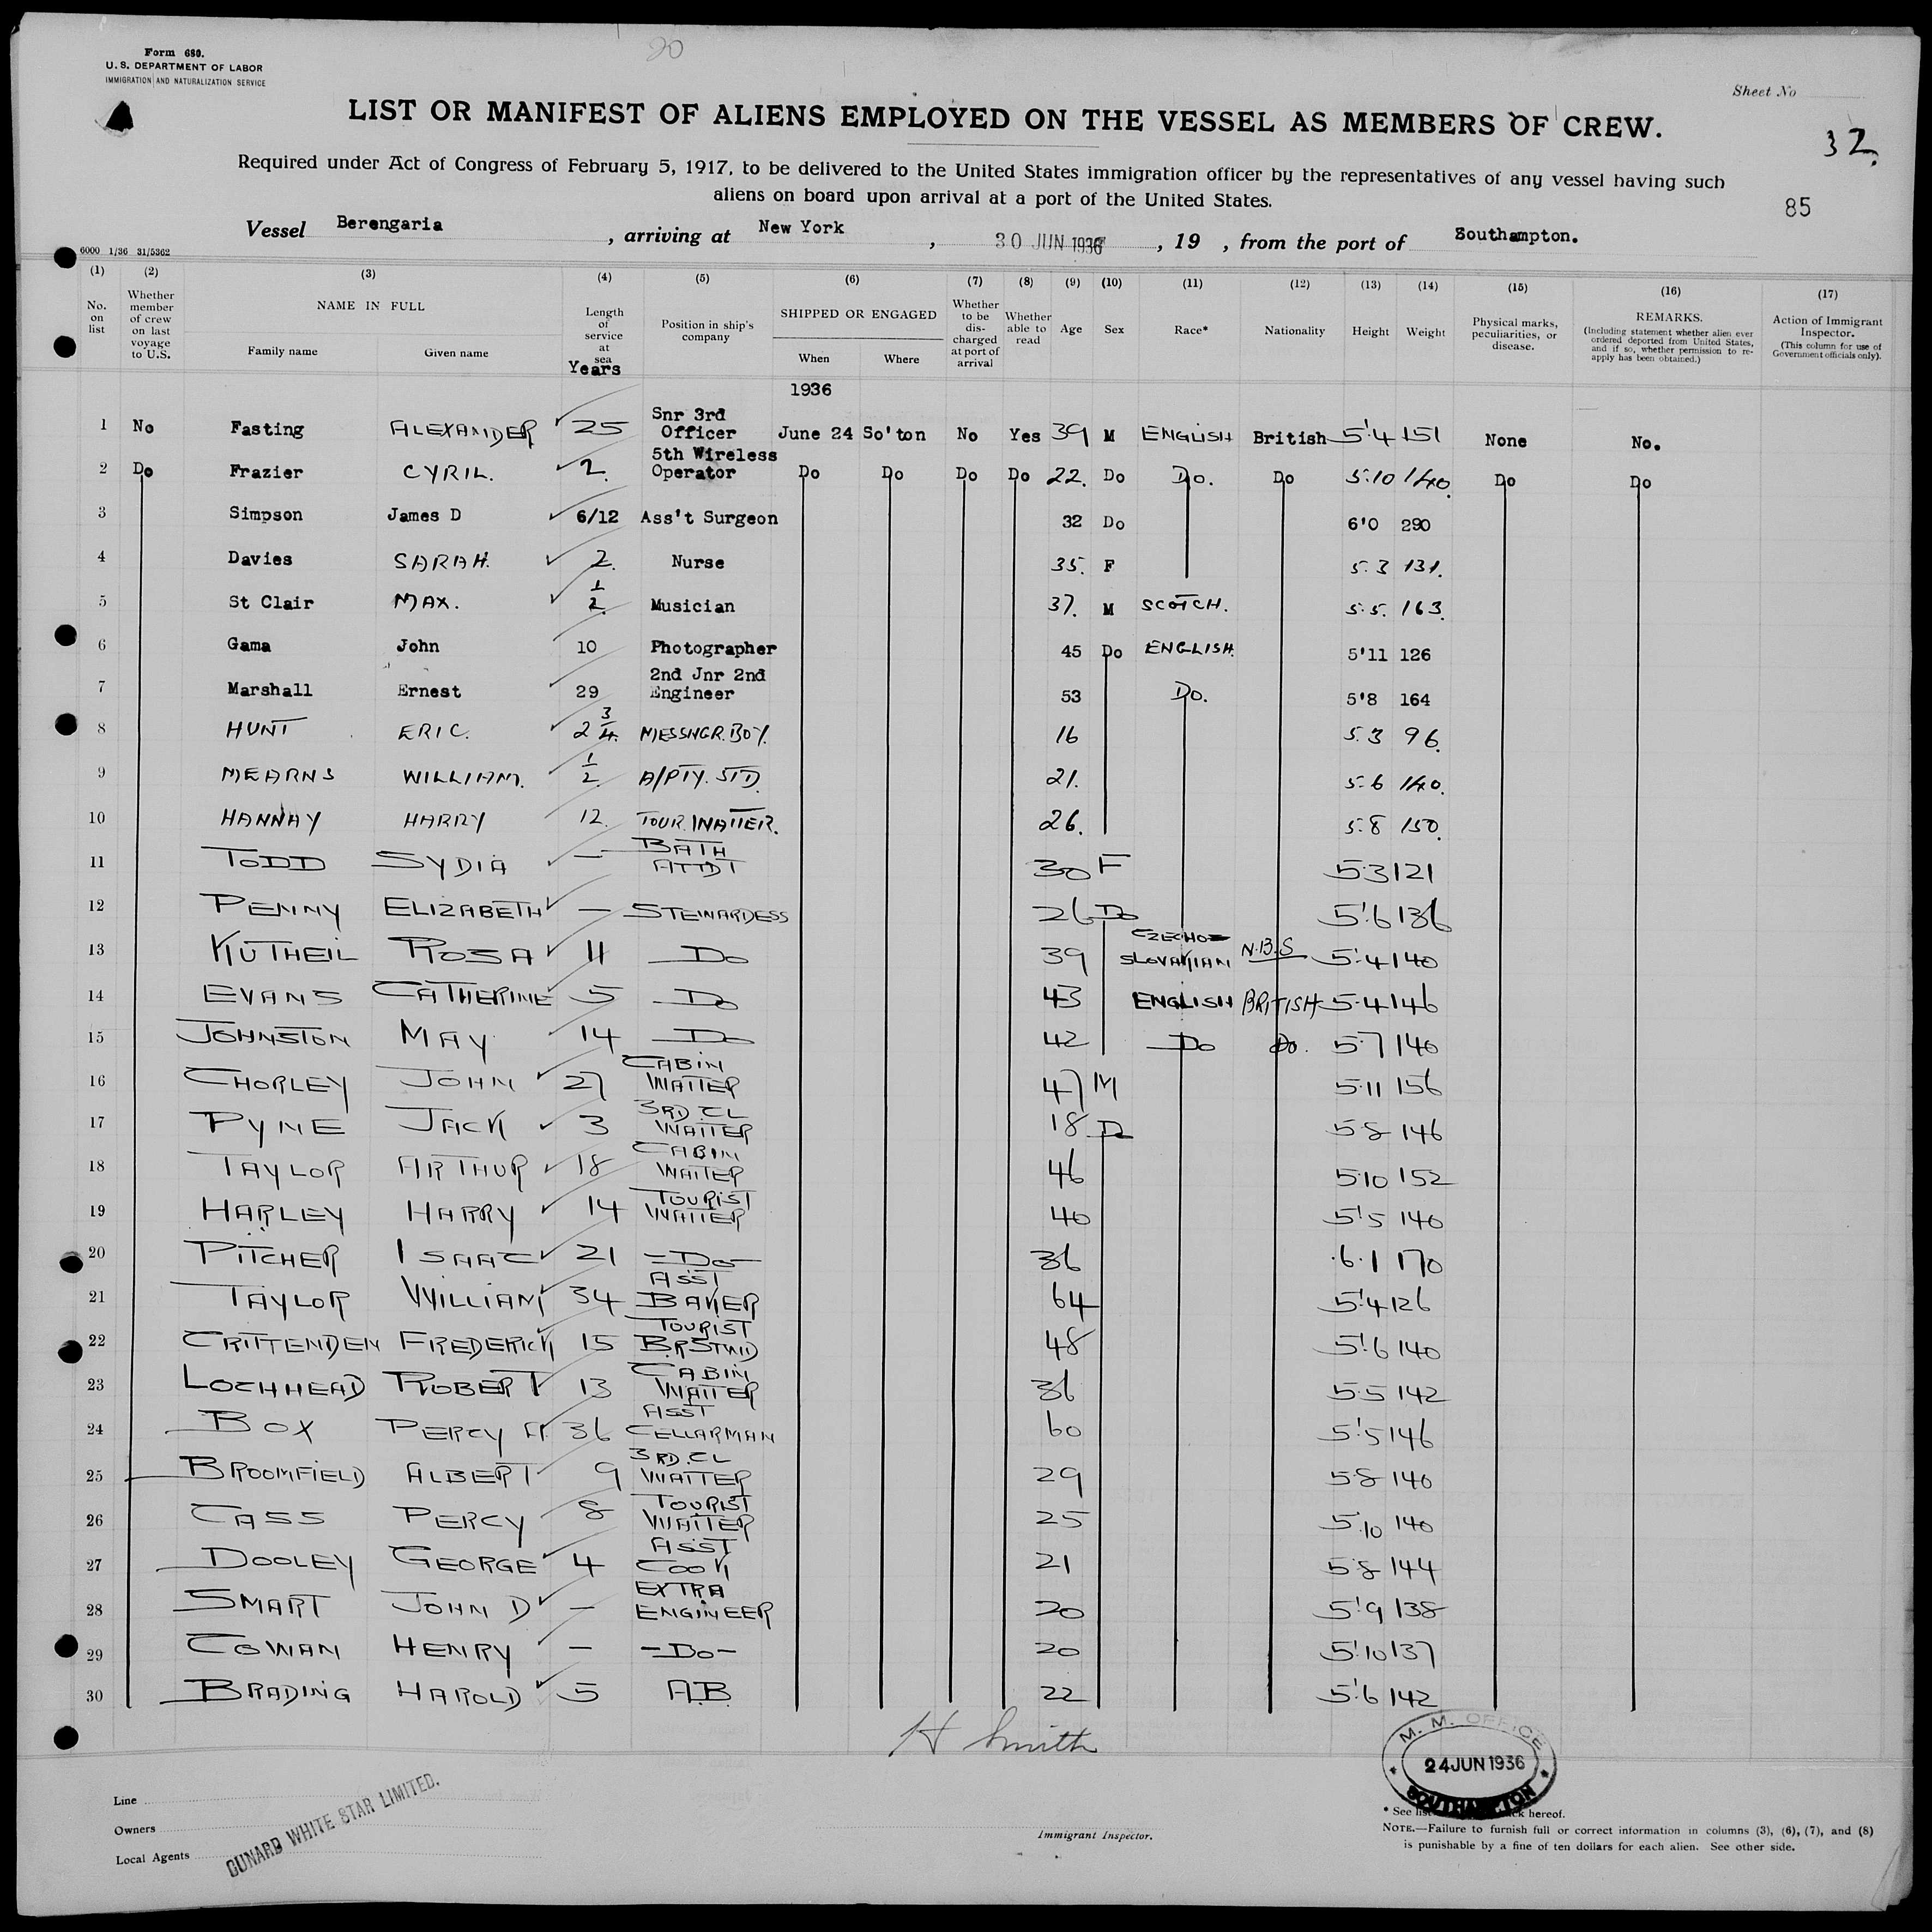 20
Form 680.
U. S. DEPARTMENT OF LABOR
IMMIGRATION AND NATURALIZATION SERVICE
Sheet No
LIST OR MANIFEST OF ALIENS EMPLOYED ON THE VESSEL AS MEMBERS OF CREW.
32.
Required under Act of Congress of February 5, 1917, to be delivered to the United States immigration officer by the representatives of any vessel having such
aliens on board upon arrival at a port of the United States.
85
Vessel Berengaria , arriving at New York , 30 JUN 1936 , 19 , from the port of Southampton.
6000 1/36 31/5362
(1) (2) (3) (4) (5) (6) (7) (8) (9) (10) (11) (12) (13) (14) (15) (16) (17)
No. on list
Whether member of crew on last voyage to U.S.
NAME IN FULL
Family name Given name
Length of service at sea
Years
Position in ship's company
SHIPPED OR ENGAGED
When Where
Whether to be discharged at port of arrival
Whether able to read
Age Sex Race* Nationality Height Weight
Physical marks, peculiarities, or disease.
REMARKS.
(Including statement whether alien ever ordered deported from United States, and if so, whether permission to reapply has been obtained.)
Action of Immigrant Inspector.
(This column for use of Government officials only).
1936
1 No Fasting ALEXANDER 25 Snr 3rd Officer June 24 So'ton No Yes 39 M ENGLISH British 5'4 151 None No.
2 Do Frazier CYRIL. 2. 5th Wireless Operator Do Do Do Do 22. Do Do. Do 5.10 140. Do Do
3 Simpson James D 6/12 Ass't Surgeon 32 Do 6'0 290
4 Davies SARAH. 2. Nurse 35. F 5.3 131.
5 St Clair MAX. 1/2 Musician 37. M SCOTCH. 5.5. 163.
6 Gama John 10 Photographer 45 Do ENGLISH. 5'11 126
7 Marshall Ernest 29 2nd Jnr 2nd Engineer 53 Do. 5'8 164
8 HUNT ERIC. 2 3/4. MESSNGR. BOY. 16 5.3 96.
9 MEARNS WILLIAM. 1/2 A/PTY. STD. 21. 5.6 140.
10 HANNAY HARRY 12. TOUR. WAITER. 26. 5.8 150.
11 TODD SYDIA — BATH ATTDT 30 F 5.3 121
12 PENNY ELIZABETH — STEWARDESS 26 Do 5'.6 136
13 KUTHEIL ROSA 11 Do 39 CZECHO SLOVAKIAN N.B.S 5'.4 140
14 EVANS CATHERINE 5 Do 43 ENGLISH BRITISH 5.4 146
15 JOHNSTON MAY 14 Do 42 Do Do. 5.7 140
16 CHORLEY JOHN 27 CABIN WAITER 47 M 5.11 156
17 PYNE JACK 3 3RD. CL WAITER 18 Do 5.8 146
18 TAYLOR ARTHUR 18 CABIN WAITER 46 5.10 152
19 HARLEY HARRY 14 TOURIST WAITER 40 5'5 140
20 PITCHER ISAAC 21 —Do— 36 6.1 170
21 TAYLOR WILLIAM 34 ASST BAKER 64 5'.4 126
22 CRITTENDEN FREDERICK 15 TOURIST B.R.STWD 48 5'.6 140
23 LOCHHEAD ROBERT 13 CABIN WAITER 36 5.5 142
24 BOX PERCY A. 36 ASST CELLARMAN 60 5'.5 146
25 BROOMFIELD ALBERT 9 3RD. CL WAITER 29 5.8 140
26 CASS PERCY 8 TOURIST WAITER 25 5.10 140
27 DOOLEY GEORGE 4 ASST COOK 21 5.8 144
28 SMART JOHN D — EXTRA ENGINEER 20 5'.9 138
29 COWAN HENRY — —Do— 20 5'.10 137
30 BRADING HAROLD 5 A.B. 22 5'.6 142
H Smith
M. M. OFFICE
24 JUN 1936
SOUTHAMPTON
Line
Owners
Local Agents
CUNARD WHITE STAR LIMITED.
Immigrant Inspector.
* See list back hereof.
NOTE.—Failure to furnish full or correct information in columns (3), (6), (7), and (8)
is punishable by a fine of ten dollars for each alien. See other side.